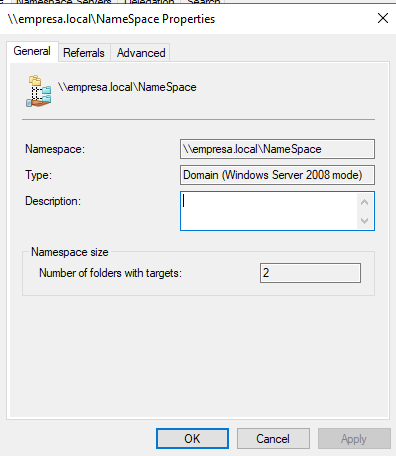 Namespace Servers Delegation Search
\\empresa.local\NameSpace Properties
General Referrals Advanced
\\empresa.local\NameSpace
Namespace: \\empresa.local\NameSpace
Type: Domain (Windows Server 2008 mode)
Description:
Namespace size
Number of folders with targets: 2
OK Cancel Apply